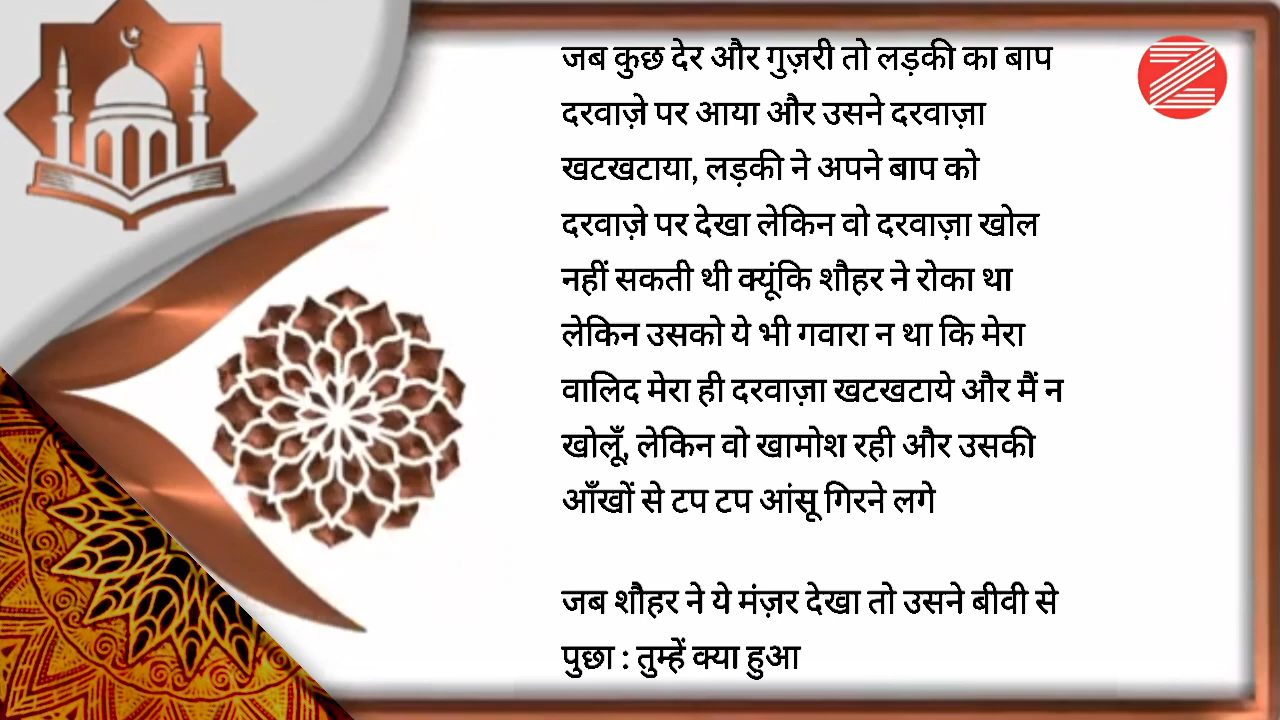 जब कुछ देर और गुज़री तो लड़की का बाप
दरवाज़े पर आया और उसने दरवाज़ा
खटखटाया, लड़की ने अपने बाप को
दरवाज़े पर देखा लेकिन वो दरवाज़ा खोल
नहीं सकती थी क्यूंकि शौहर ने रोका था
लेकिन उसको ये भी गवारा न था कि मेरा
वालिद मेरा ही दरवाज़ा खटखटाये और मैं न
खोलूँ, लेकिन वो खामोश रही और उसकी
आँखों से टप टप आंसू गिरने लगे
जब शौहर ने ये मंज़र देखा तो उसने बीवी से
पुछा : तुम्हें क्या हुआ